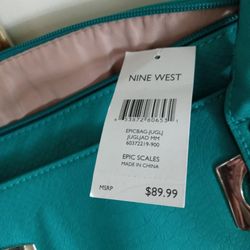 NINE WEST
EPICBAG-JUGLJ
JUGLJAD MM
60372219-900
EPIC SCALES
MADE IN CHINA
MSRP $89.99